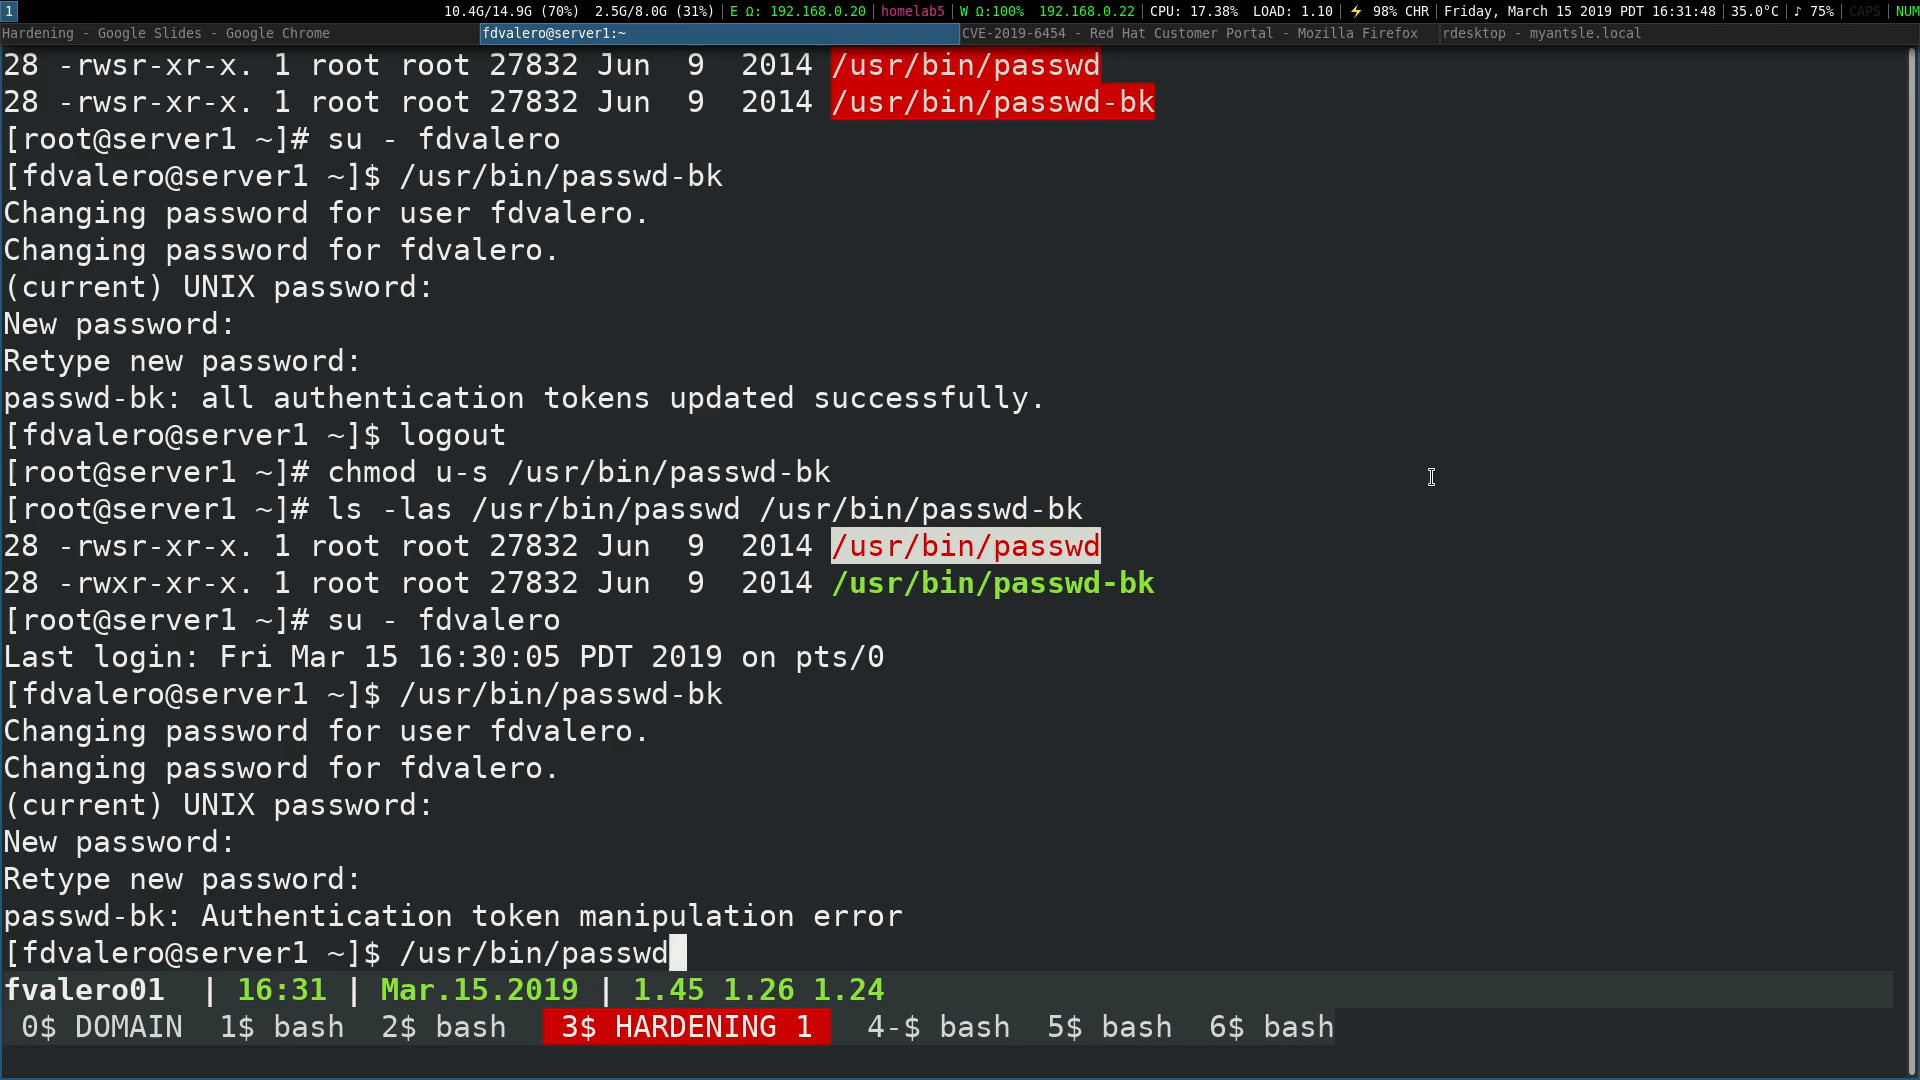 1 10.4G/14.9G (70%) 2.5G/8.0G (31%) | E Ω: 192.168.0.20 | homelab5 | W Ω:100% 192.168.0.22 | CPU: 17.38% LOAD: 1.10 | ⚡ 98% CHR | Friday, March 15 2019 PDT 16:31:48 | 35.0°C | ♪ 75% | CAPS | NUM
Hardening - Google Slides - Google Chrome fdvalero@server1:~ CVE-2019-6454 - Red Hat Customer Portal - Mozilla Firefox rdesktop - myantsle.local
28 -rwsr-xr-x. 1 root root 27832 Jun  9  2014 /usr/bin/passwd
28 -rwsr-xr-x. 1 root root 27832 Jun  9  2014 /usr/bin/passwd-bk
[root@server1 ~]# su - fdvalero
[fdvalero@server1 ~]$ /usr/bin/passwd-bk
Changing password for user fdvalero.
Changing password for fdvalero.
(current) UNIX password:
New password:
Retype new password:
passwd-bk: all authentication tokens updated successfully.
[fdvalero@server1 ~]$ logout
[root@server1 ~]# chmod u-s /usr/bin/passwd-bk
[root@server1 ~]# ls -las /usr/bin/passwd /usr/bin/passwd-bk
28 -rwsr-xr-x. 1 root root 27832 Jun  9  2014 /usr/bin/passwd
28 -rwxr-xr-x. 1 root root 27832 Jun  9  2014 /usr/bin/passwd-bk
[root@server1 ~]# su - fdvalero
Last login: Fri Mar 15 16:30:05 PDT 2019 on pts/0
[fdvalero@server1 ~]$ /usr/bin/passwd-bk
Changing password for user fdvalero.
Changing password for fdvalero.
(current) UNIX password:
New password:
Retype new password:
passwd-bk: Authentication token manipulation error
[fdvalero@server1 ~]$ /usr/bin/passwd
fvalero01  | 16:31 | Mar.15.2019 | 1.45 1.26 1.24
0$ DOMAIN  1$ bash  2$ bash  3$ HARDENING 1  4-$ bash  5$ bash  6$ bash